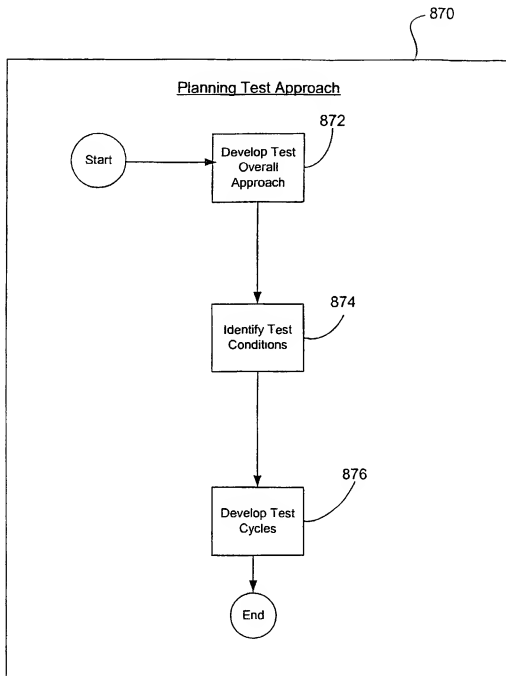 870
Planning Test Approach
872
Start
Develop Test
Overall
Approach
874
Identify Test
Conditions
876
Develop Test
Cycles
End